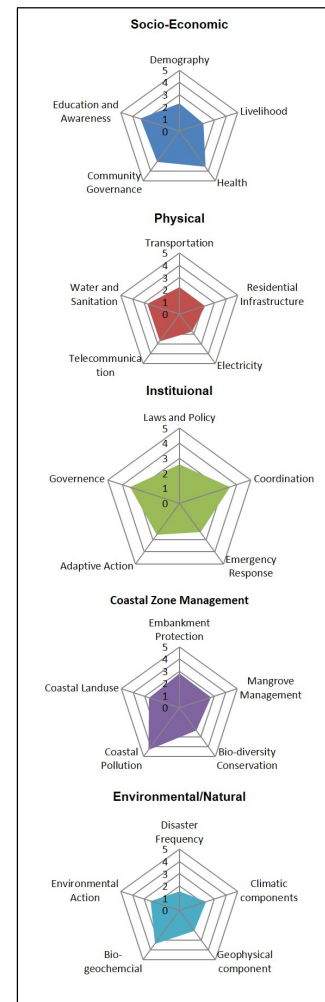 Socio-Economic
Demography
5
4
3
2
1
0
Education and
Awareness
Livelihood
Community
Governance
Health
Physical
Transportation
5
4
3
2
1
0
Water and
Sanitation
Residential
Infrastructure
Telecommunica
tion
Electricity
Instituional
Laws and Policy
5
4
3
2
1
0
Governence
Coordination
Adaptive Action
Emergency
Response
Coastal Zone Management
Embankment
Protection
5
4
3
2
1
0
Coastal Landuse
Mangrove
Management
Coastal
Pollution
Bio-diversity
Conservation
Environmental/Natural
Disaster
Frequency
5
4
3
2
1
0
Environmental
Action
Climatic
components
Bio-
geochemcial
Geophysical
component